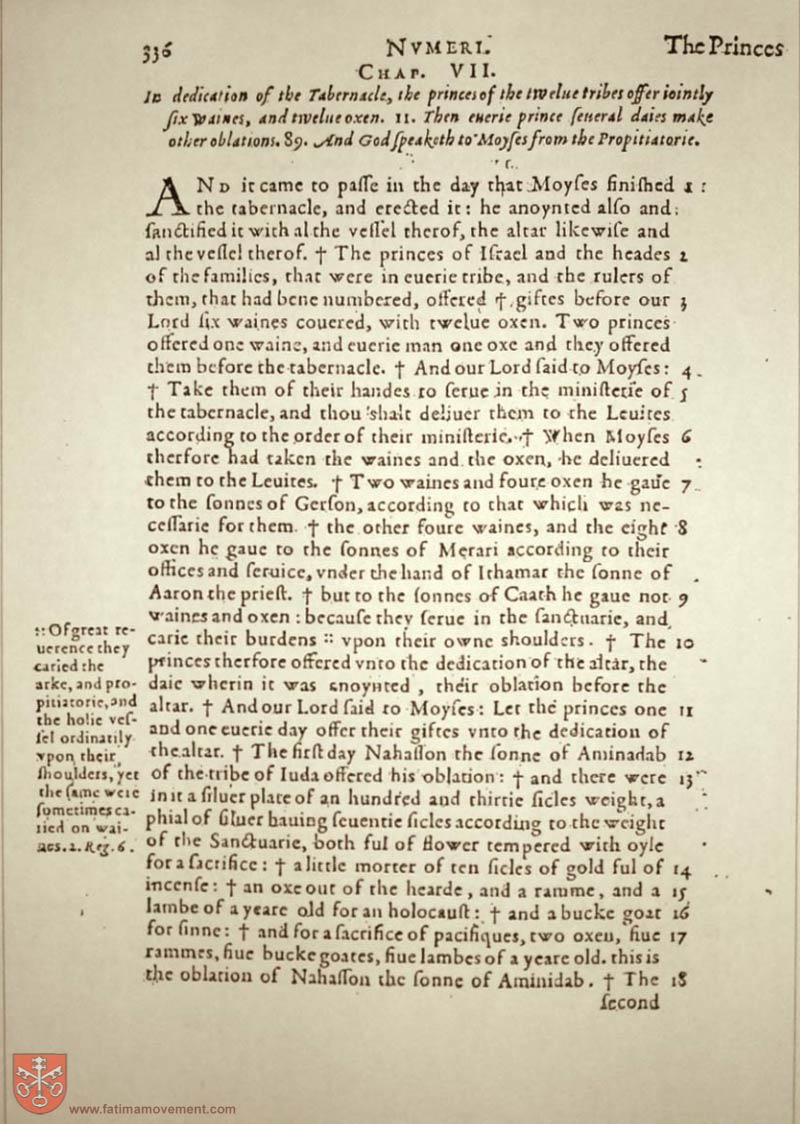 336 NVMERI. The Princes
CHAP. VII.
In dedication of the Tabernacle, the princes of the twelue tribes offer iointly
ſix waines, and twelue oxen. 11. Then euerie prince ſeueral daies make
other oblations. 89. And God ſpeaketh to Moyſes from the Propitiatorie.
AND it came to paſſe in the day that Moyſes finiſhed 1
the tabernacle, and erected it: he anoynted alſo and
ſanctified it with al the veſſel therof, the altar likewiſe and
al the veſſel therof. † The princes of Iſrael and the heades 2
of the families, that were in euerie tribe, and the rulers of
them, that had bene numbered, offered †. giftes before our 3
Lord ſix waines couered, with twelue oxen. Two princes
offered one waine, and euerie man one oxe and they offered
them before the tabernacle. † And our Lord ſaid to Moyſes: 4
† Take them of their handes to ſerue in the miniſterie of 5
the tabernacle, and thou ſhalt deliuer them to the Leuites
according to the order of their miniſterie. † When Moyſes 6
therfore had taken the waines and the oxen, he deliuered
them to the Leuites. † Two waines and foure oxen he gaue 7
to the ſonnes of Gerſon, according to that which was ne-
ceſſarie for them. † the other foure waines, and the eight 8
oxen he gaue to the ſonnes of Merari according to their
offices and ſeruice, vnder the hand of Ithamar the ſonne of
Aaron the prieſt. † but to the ſonnes of Caath he gaue not 9
waines and oxen : becauſe they ſerue in the ſanctuarie, and
carie their burdens :: vpon their owne shoulders. † The 10
princes therfore offered vnto the dedication of the altar, the
daie wherin it was anoynted , their oblation before the
altar. † And our Lord ſaid to Moyſes: Let the princes one 11
and one euerie day offer their giftes vnto the dedication of
the altar. † The firſt day Nahaſſon the ſonne of Aminadab 12
of the tribe of Iuda offered his oblation: † and there were 13
in it a ſiluer plate of an hundred and thirtie ſicles weight, a
phial of ſiluer hauing ſeuentie ſicles according to the weight
of the Sanctuarie, both ful of flower tempered with oyle
for a ſacrifice: † a little morter of ten ſicles of gold ful of 14
incenſe: † an oxe out of the hearde, and a ramme, and a 15
lambe of a yeare old for an holocauſt: † and a bucke goat 16
for ſinne: † and for a ſacrifice of pacifiques, two oxen, fiue 17
rammes, fiue bucke goates, fiue lambes of a yeare old. this is
the oblation of Nahaſſon the ſonne of Aminidab. † The 18
ſecond
:: Of great re-
uerence they
caried the
arke, and pro-
pitiatorie, and
the holie veſ-
ſel ordinatily
vpon their
ſhoulders, yet
the ſame were
ſometimes ca-
ried on wai-
nes. 2. Reg. 6.
www.fatimamovement.com